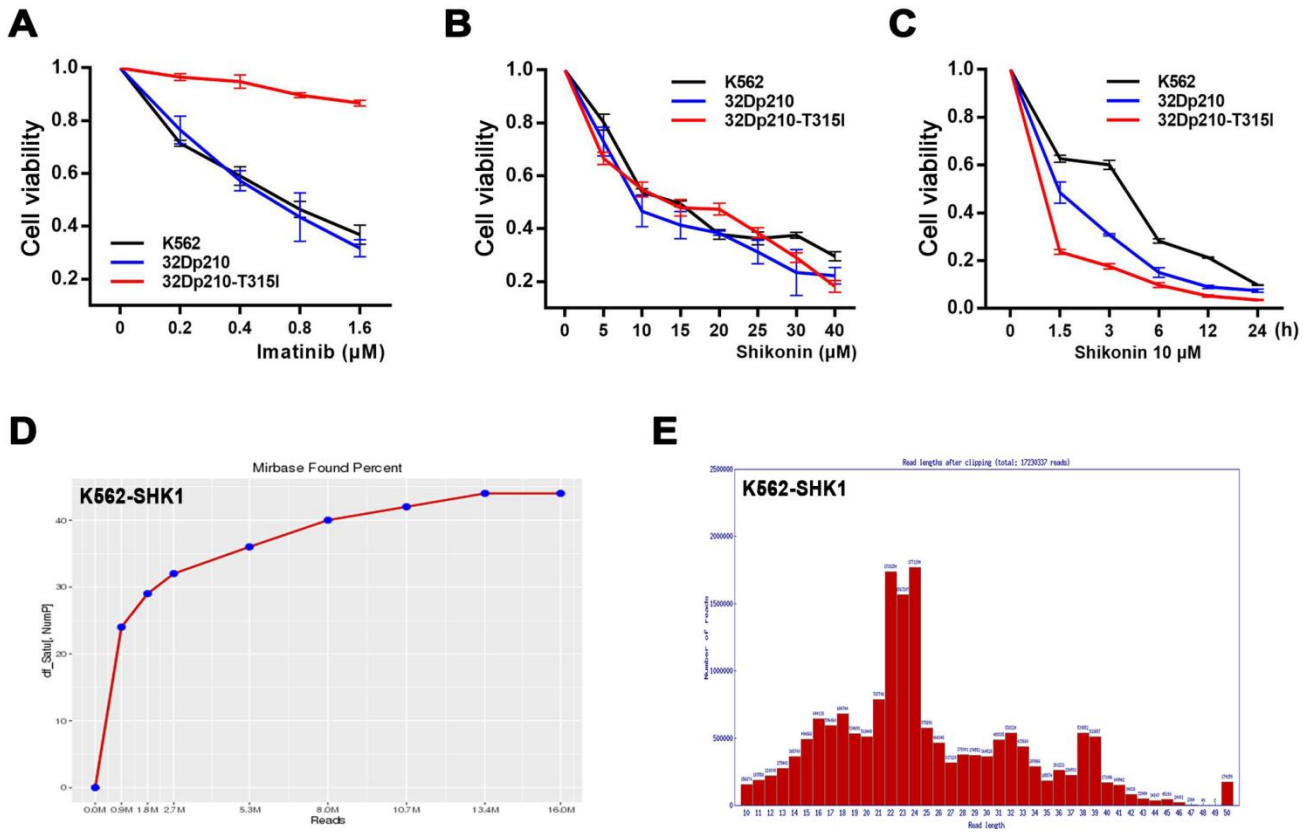 A
Cell viability
1.0
0.8
0.6
0.4
0.2
K562
32Dp210
32Dp210-T315I
0 0.2 0.4 0.8 1.6
Imatinib (μM)
B
Cell viability
1.0
0.8
0.6
0.4
0.2
K562
32Dp210
32Dp210-T315I
0 5 10 15 20 25 30 40
Shikonin (μM)
C
Cell viability
1.0
0.8
0.6
0.4
0.2
0.0
K562
32Dp210
32Dp210-T315I
0 1.5 3 6 12 24 (h)
Shikonin 10 μM
D
Mirbase Found Percent
K562-SHK1
df_Satu[, NumP]
40
30
20
10
0
0.0M 0.9M 1.8M 2.7M 5.3M 8.0M 10.7M 13.4M 16.0M
Reads
E
Read lengths after clipping (total: 17230337 reads)
K562-SHK1
Number of reads
2500000
2000000
1500000
1000000
500000
0
10 11 12 13 14 15 16 17 18 19 20 21 22 23 24 25 26 27 28 29 30 31 32 33 34 35 36 37 38 39 40 41 42 43 44 45 46 47 48 49 50
Read length